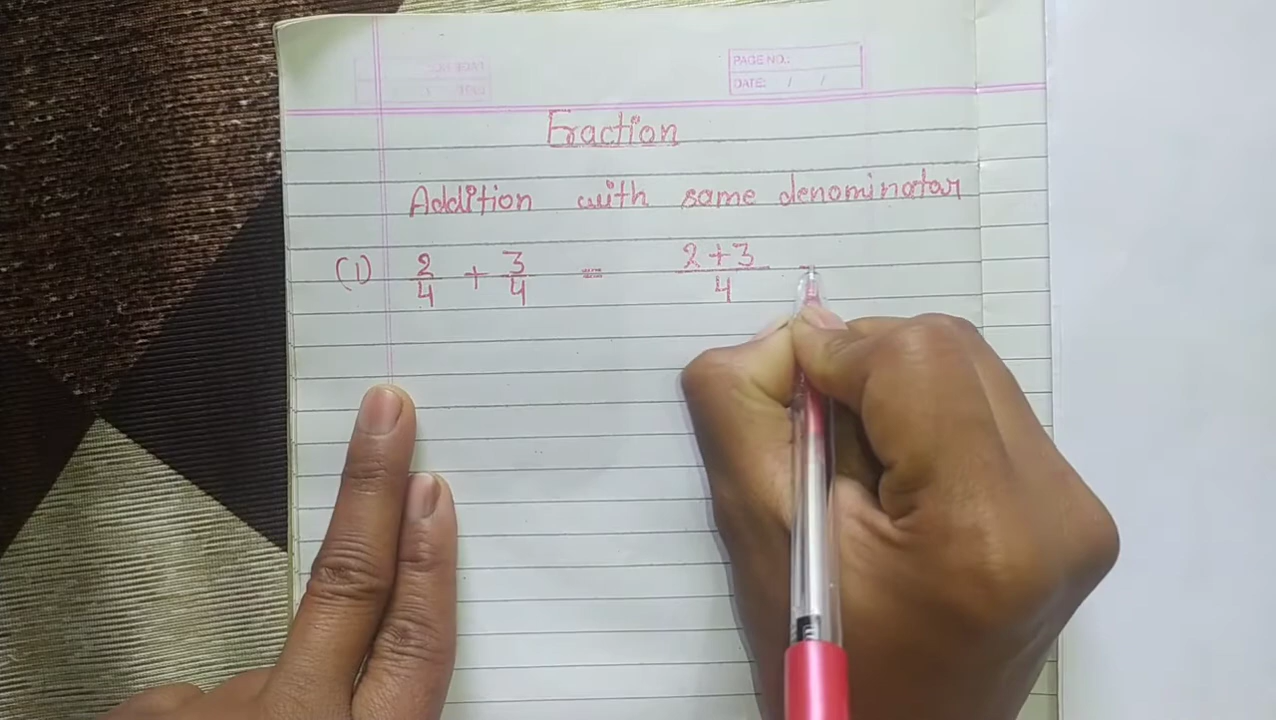 PAGE NO.:
DATE: / /
Fraction
Addition with same denominator
(1) 2/4 + 3/4 = 2+3/4 -